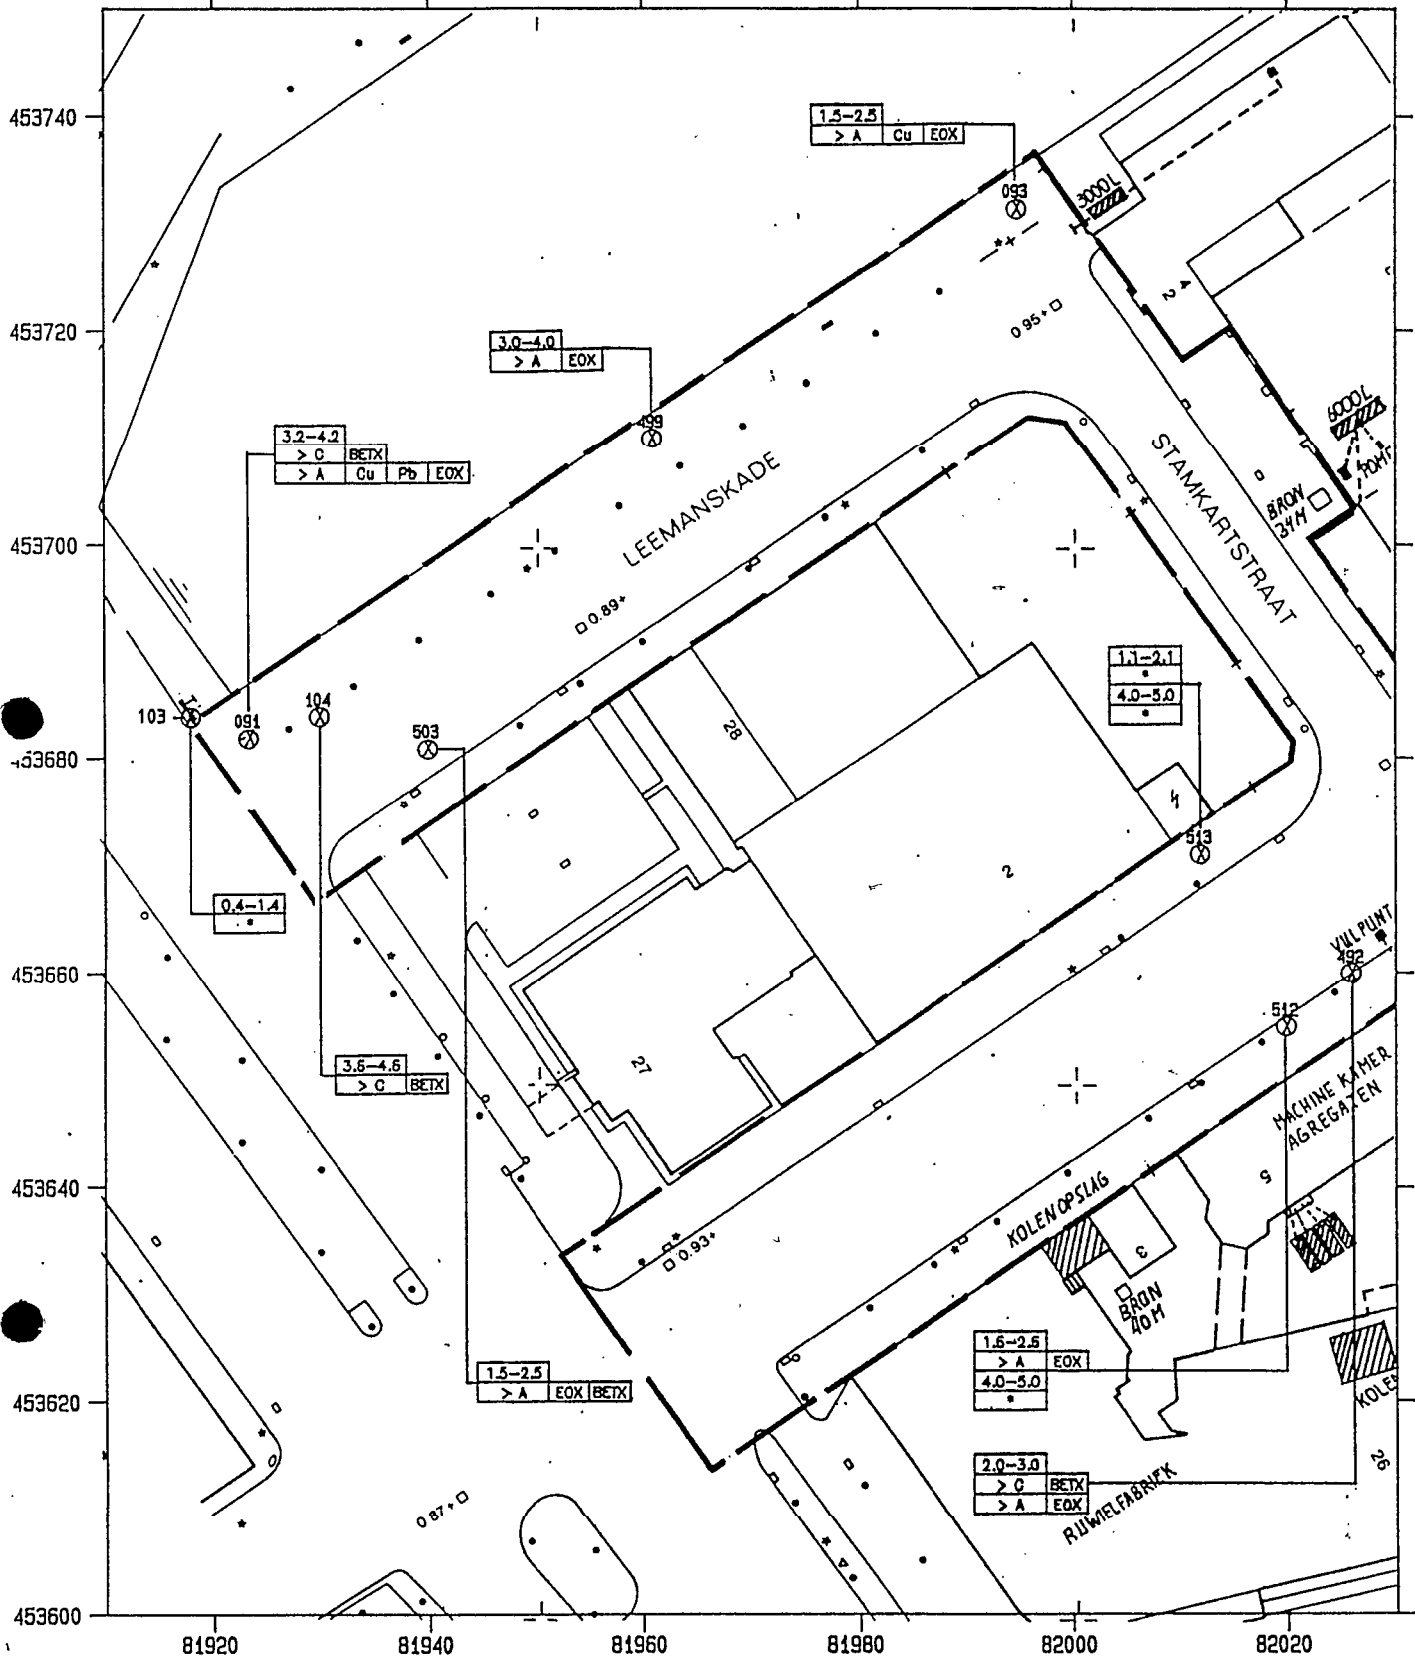 453740
1.5-2.5
> A Cu EOX
093
3000L
453720
3.0-4.0
> A EOX
499
0.95+
42
6000L
POMP
3.2-4.2
> C BETX
> A Cu Pb EOX
LEEMANSKADE
STAMKARTSTRAAT
BRON
34M
453700
0.89+
4
1.1-2.1
*
4.0-5.0
*
103
091
104
503
28
453680
4
513
1
2
0.4-1.4
*
VULPUNT
492
453660
512
3.6-4.6
> C BETX
27
MACHINE KAMER
AGREGATEN
5
453640
KOLENOPSLAG
0.93+
3
BRON
40M
1.5-2.5
> A EOX BETX
1.6-2.6
> A EOX
4.0-5.0
*
453620
KOLEN
2.0-3.0
> C BETX
> A EOX
26
RIJWIELFABRIEK
0.87+
453600
81920 81940 81960 81980 82000 82020